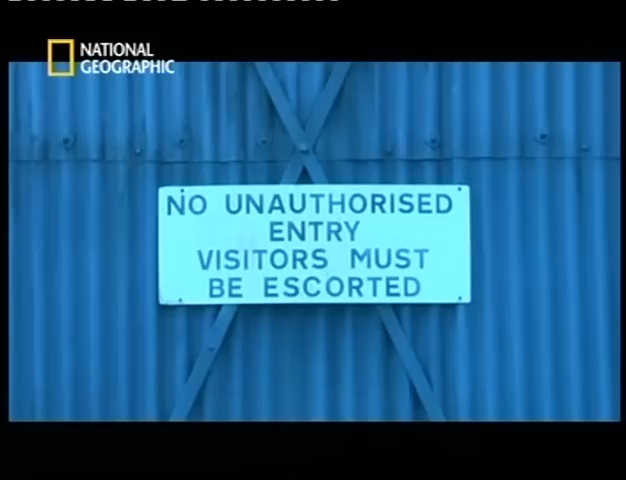 NATIONAL
GEOGRAPHIC
NO UNAUTHORISED
ENTRY
VISITORS MUST
BE ESCORTED